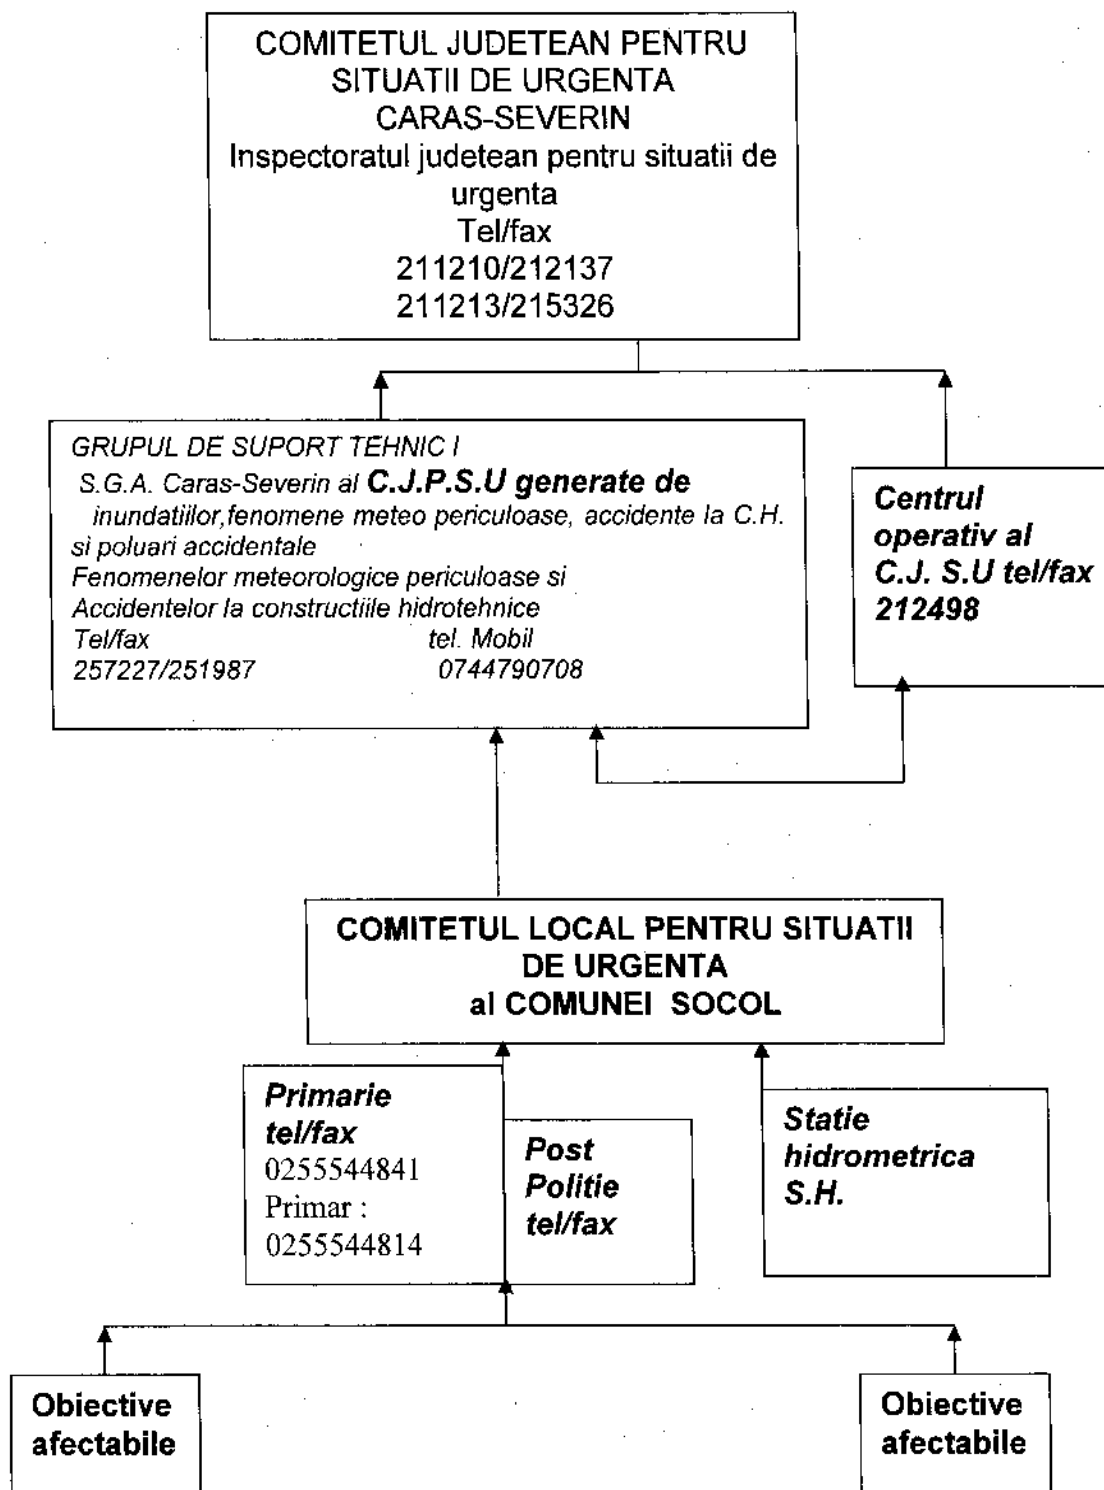 COMITETUL JUDETEAN PENTRU
SITUATII DE URGENTA
CARAS-SEVERIN
Inspectoratul judetean pentru situatii de
urgenta
Tel/fax
211210/212137
211213/215326
GRUPUL DE SUPORT TEHNIC I
S.G.A. Caras-Severin al C.J.P.S.U generate de
inundatiilor,fenomene meteo periculoase, accidente la C.H.
si poluari accidentale
Fenomenelor meteorologice periculoase si
Accidentelor la constructiile hidrotehnice
Tel/fax tel. Mobil
257227/251987 0744790708
Centrul
operativ al
C.J. S.U tel/fax
212498
COMITETUL LOCAL PENTRU SITUATII
DE URGENTA
al COMUNEI SOCOL
Primarie
tel/fax
0255544841
Primar :
0255544814
Post
Politie
tel/fax
Statie
hidrometrica
S.H.
Obiective
afectabile
Obiective
afectabile